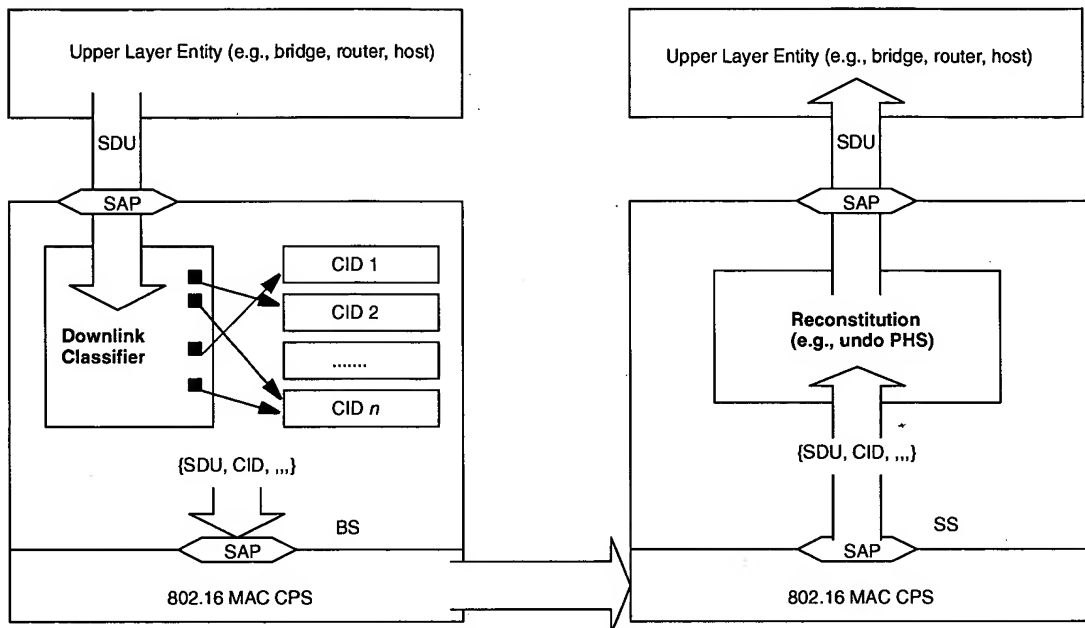 Upper Layer Entity (e.g., bridge, router, host)
SDU
SAP
Downlink
Classifier
CID 1
CID 2
.......
CID n
{SDU, CID, ,,,}
BS
SAP
802.16 MAC CPS
Upper Layer Entity (e.g., bridge, router, host)
SDU
SAP
Reconstitution
(e.g., undo PHS)
{SDU, CID, ,,,}
SS
SAP
802.16 MAC CPS